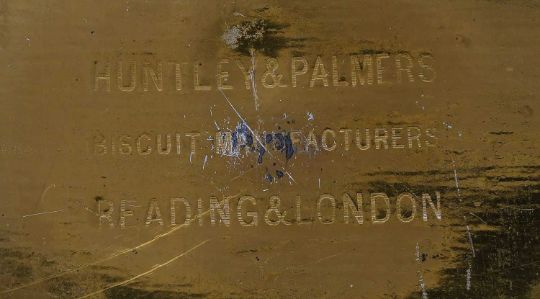 HUNTLEY & PALMERS
BISCUIT MANUFACTURERS
READING & LONDON